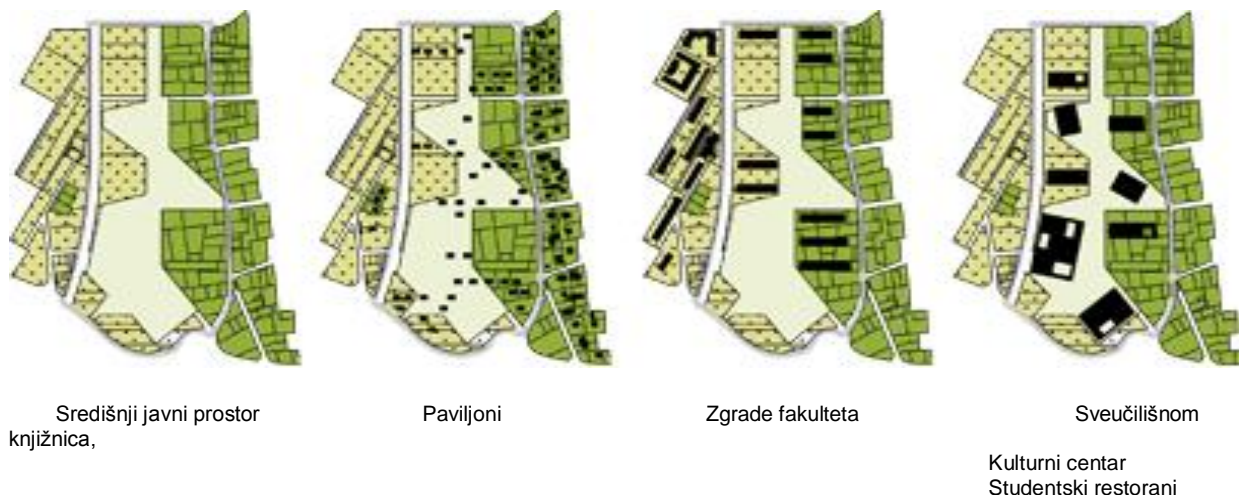 Središnji javni prostor Paviljoni Zgrade fakulteta Sveučilišnom
knjižnica,
Kulturni centar
Studentski restorani